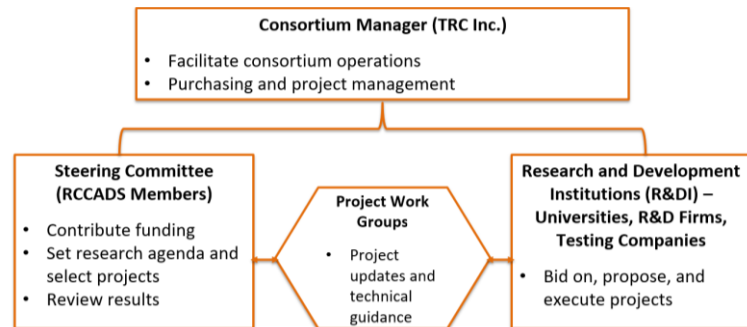 Consortium Manager (TRC Inc.)
• Facilitate consortium operations
• Purchasing and project management
Steering Committee
(RCCADS Members)
• Contribute funding
• Set research agenda and
select projects
• Review results
Project Work
Groups
• Project
updates and
technical
guidance
Research and Development
Institutions (R&DI) –
Universities, R&D Firms,
Testing Companies
• Bid on, propose, and
execute projects